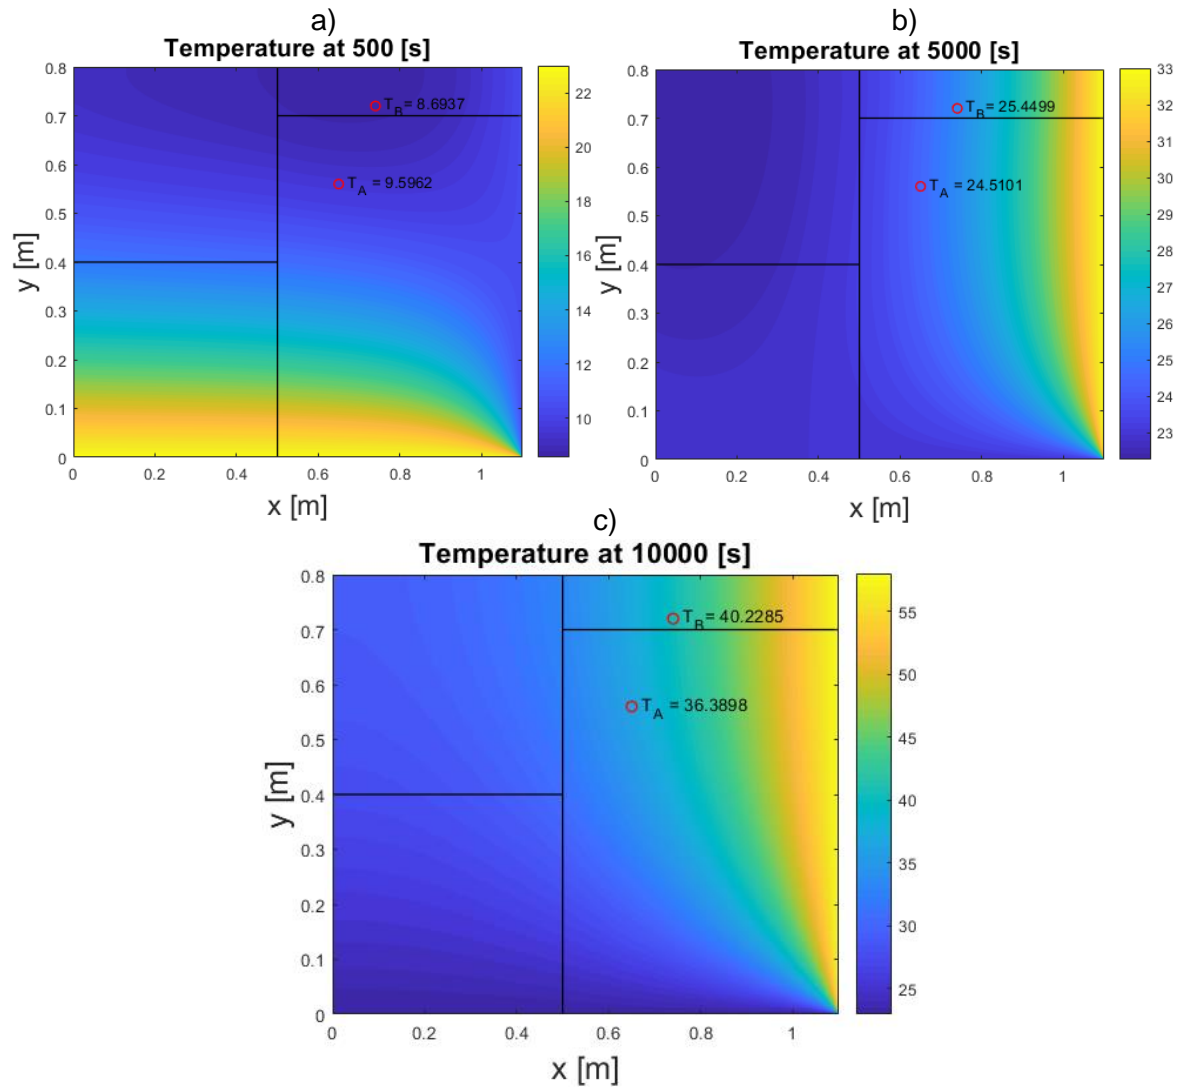 a)
Temperature at 500 [s]
0.8
0.7
0.6
0.5
0.4
0.3
0.2
0.1
0
y [m]
T_B= 8.6937
T_A = 9.5962
0 0.2 0.4 0.6 0.8 1
x [m]
22
20
18
16
14
12
10
b)
Temperature at 5000 [s]
0.8
0.7
0.6
0.5
0.4
0.3
0.2
0.1
0
y [m]
T_B= 25.4499
T_A = 24.5101
0 0.2 0.4 0.6 0.8 1
x [m]
33
32
31
30
29
28
27
26
25
24
23
c)
Temperature at 10000 [s]
0.8
0.7
0.6
0.5
0.4
0.3
0.2
0.1
0
y [m]
T_B= 40.2285
T_A = 36.3898
0 0.2 0.4 0.6 0.8 1
x [m]
55
50
45
40
35
30
25